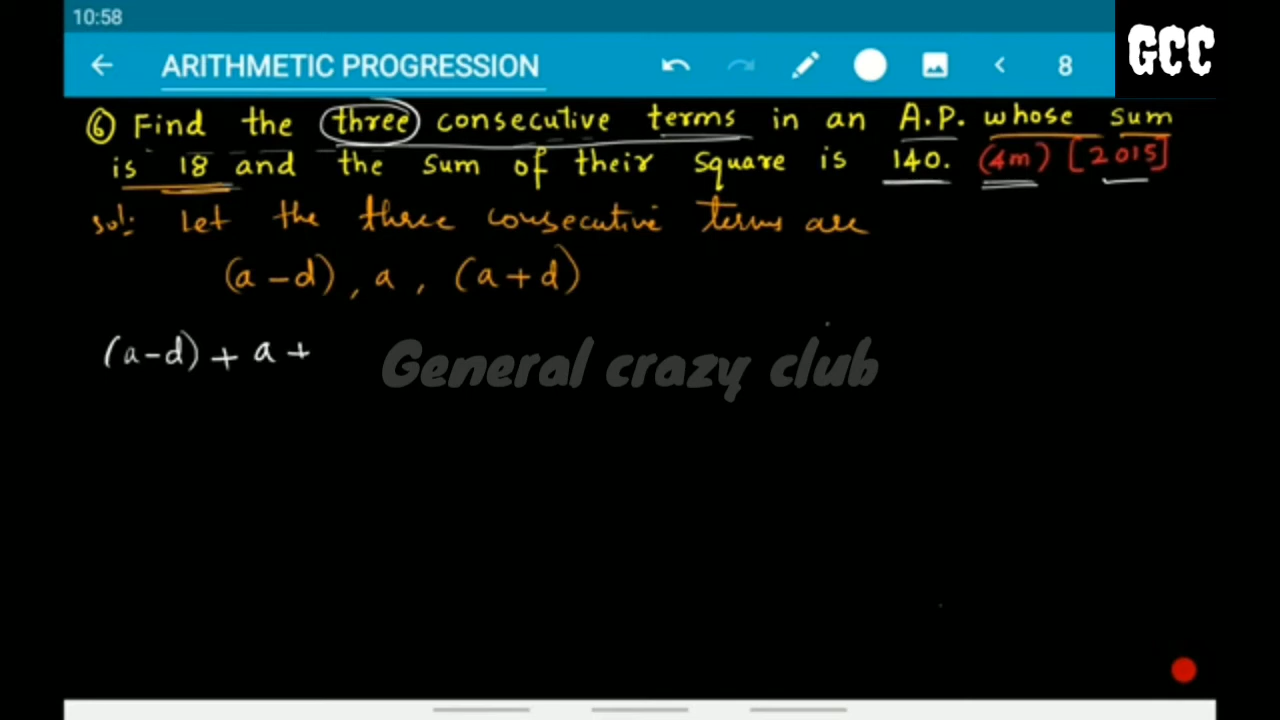 10:58
ARITHMETIC PROGRESSION
8
GCC
⑥ Find the three consecutive terms in an A.P. whose sum
is 18 and the sum of their square is 140. (4m) [2015]
Sol: Let the three consecutive terms are
(a-d), a, (a+d)
(a-d) + a +
General crazy club